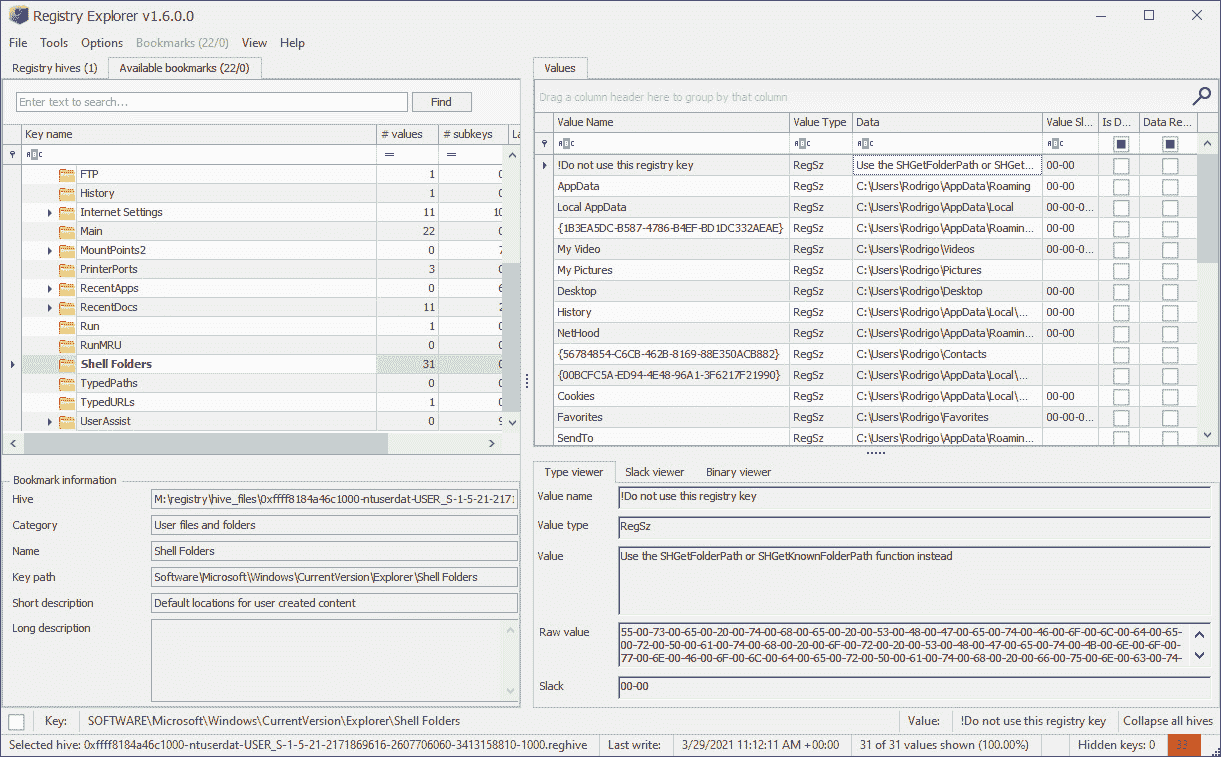 Registry Explorer v1.6.0.0
File Tools Options Bookmarks (22/0) View Help
Registry hives (1) Available bookmarks (22/0)
Enter text to search... Find
Key name # values # subkeys La
= =
FTP 1 0
History 1 0
Internet Settings 11 10
Main 22 0
MountPoints2 0 7
PrinterPorts 3 0
RecentApps 0 6
RecentDocs 11 2
Run 1 0
RunMRU 0 0
Shell Folders 31 0
TypedPaths 0 0
TypedURLs 1 0
UserAssist 0 9
Bookmark information
Hive M:\registry\hive_files\0xffff8184a46c1000-ntuserdat-USER_S-1-5-21-2171
Category User files and folders
Name Shell Folders
Key path Software\Microsoft\Windows\CurrentVersion\Explorer\Shell Folders
Short description Default locations for user created content
Long description
Values
Drag a column header here to group by that column
Value Name Value Type Data Value Sl... Is D... Data Re...
!Do not use this registry key RegSz Use the SHGetFolderPath or SHGet... 00-00
AppData RegSz C:\Users\Rodrigo\AppData\Roaming 00-00
Local AppData RegSz C:\Users\Rodrigo\AppData\Local 00-00-0...
{1B3EA5DC-B587-4786-B4EF-BD1DC332AEAE} RegSz C:\Users\Rodrigo\AppData\Roamin... 00-00
My Video RegSz C:\Users\Rodrigo\Videos 00-00-0...
My Pictures RegSz C:\Users\Rodrigo\Pictures
Desktop RegSz C:\Users\Rodrigo\Desktop 00-00
History RegSz C:\Users\Rodrigo\AppData\Local\... 00-00
NetHood RegSz C:\Users\Rodrigo\AppData\Roamin... 00-00
{56784854-C6CB-462B-8169-88E350ACB882} RegSz C:\Users\Rodrigo\Contacts
{00BCFC5A-ED94-4E48-96A1-3F6217F21990} RegSz C:\Users\Rodrigo\AppData\Local\...
Cookies RegSz C:\Users\Rodrigo\AppData\Local\... 00-00
Favorites RegSz C:\Users\Rodrigo\Favorites 00-00-0...
SendTo RegSz C:\Users\Rodrigo\AppData\Roamin... 00-00
Type viewer Slack viewer Binary viewer
Value name !Do not use this registry key
Value type RegSz
Value Use the SHGetFolderPath or SHGetKnownFolderPath function instead
Raw value 55-00-73-00-65-00-20-00-74-00-68-00-65-00-20-00-53-00-48-00-47-00-65-00-74-00-46-00-6F-00-6C-00-64-00-65-
00-72-00-50-00-61-00-74-00-68-00-20-00-6F-00-72-00-20-00-53-00-48-00-47-00-65-00-74-00-4B-00-6E-00-6F-00-
77-00-6E-00-46-00-6F-00-6C-00-64-00-65-00-72-00-50-00-61-00-74-00-68-00-20-00-66-00-75-00-6E-00-63-00-74-
Slack 00-00
Key: SOFTWARE\Microsoft\Windows\CurrentVersion\Explorer\Shell Folders Value: !Do not use this registry key Collapse all hives
Selected hive: 0xffff8184a46c1000-ntuserdat-USER_S-1-5-21-2171869616-2607706060-3413158810-1000.reghive Last write: 3/29/2021 11:12:11 AM +00:00 31 of 31 values shown (100.00%) Hidden keys: 0 33